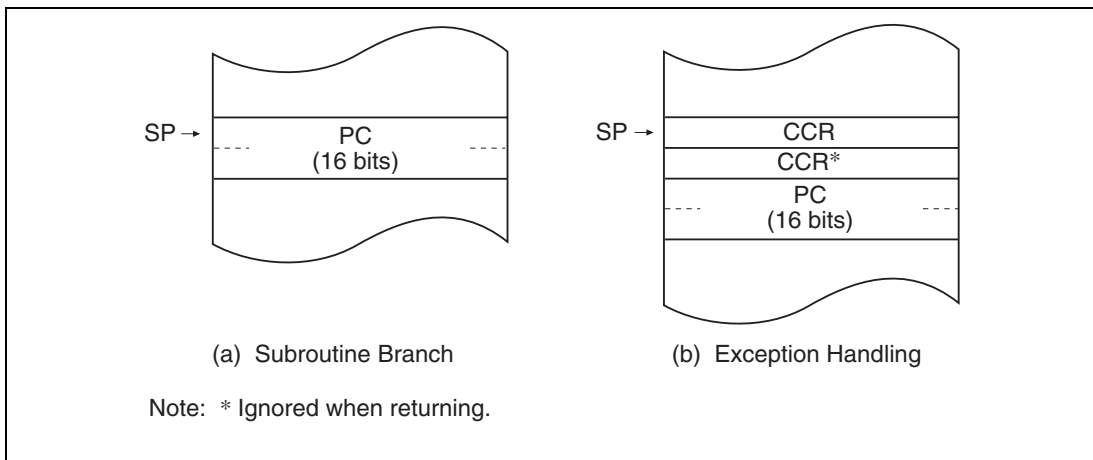 SP → PC
(16 bits)
SP → CCR
CCR*
PC
(16 bits)
(a) Subroutine Branch
(b) Exception Handling
Note: * Ignored when returning.